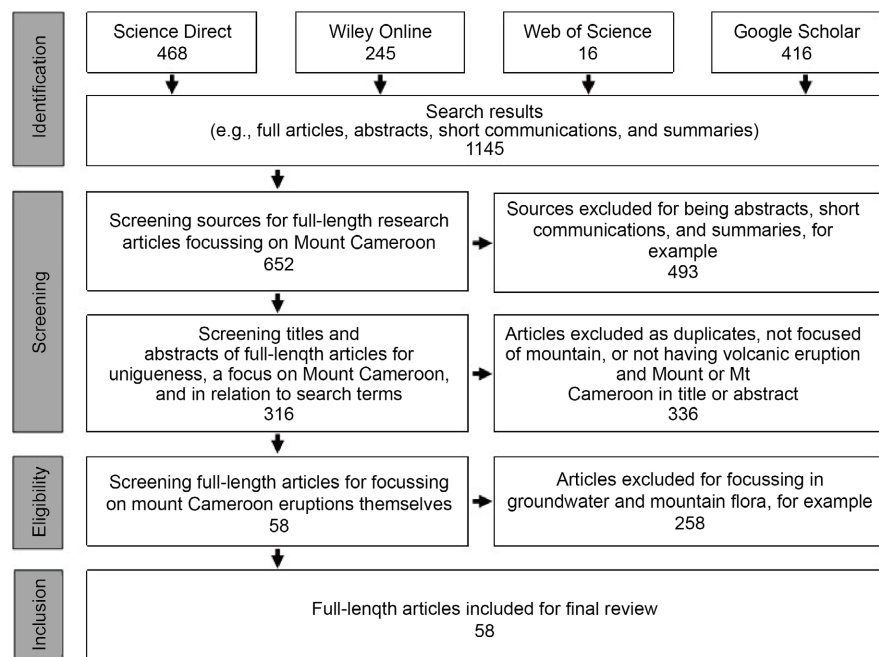 Identification
Science Direct
468
Wiley Online
245
Web of Science
16
Google Scholar
416
Search results
(e.g., full articles, abstracts, short communications, and summaries)
1145
Screening
Screening sources for full-length research
articles focussing on Mount Cameroon
652
Sources excluded for being abstracts, short
communications, and summaries, for
example
493
Screening titles and
abstracts of full-lenqth articles for
unigueness, a focus on Mount Cameroon,
and in relation to search terms
316
Articles excluded as duplicates, not focused
of mountain, or not having volcanic eruption
and Mount or Mt
Cameroon in title or abstract
336
Eligibility
Screening full-length articles for focussing
on mount Cameroon eruptions themselves
58
Articles excluded for focussing in
groundwater and mountain flora, for example
258
Inclusion
Full-lenqth articles included for final review
58